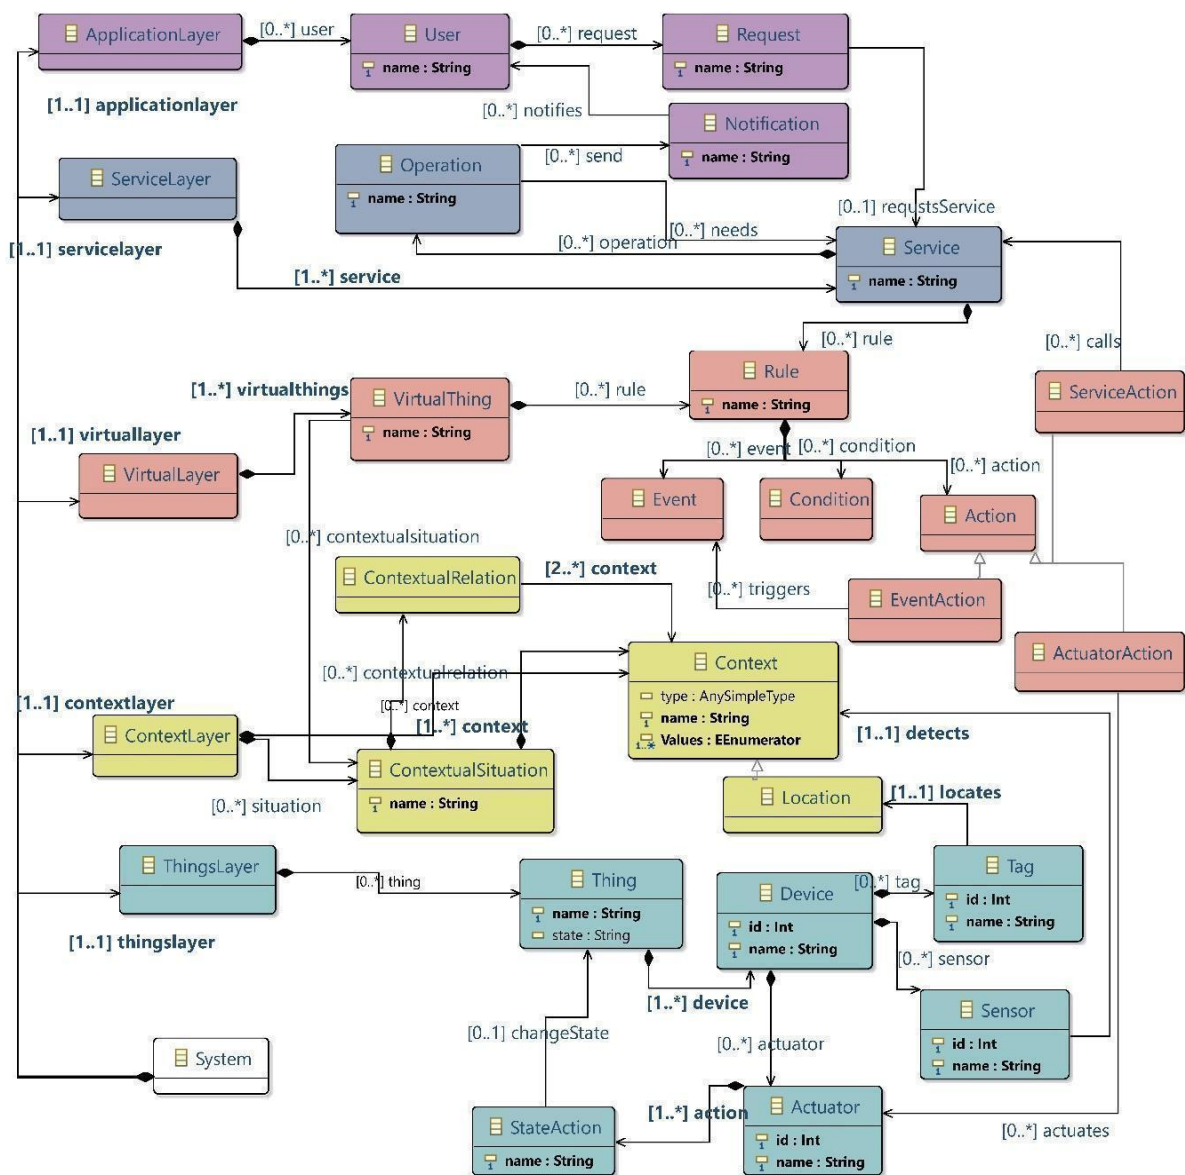 ApplicationLayer
[0..*] user
User
name : String
[0..*] request
Request
name : String
[1..1] applicationlayer
[0..*] notifies
Notification
name : String
[0..*] send
Operation
name : String
ServiceLayer
[1..1] servicelayer
[0..1] requstsService
[0..*] needs
[0..*] operation
Service
name : String
[1..*] service
[0..*] rule
[0..*] calls
ServiceAction
Rule
name : String
[1..*] virtualthings
VirtualThing
name : String
[0..*] rule
[1..1] virtuallayer
VirtualLayer
[0..*] event
[0..*] condition
[0..*] action
Event
Condition
Action
[0..*] contextualsituation
ContextualRelation
[2..*] context
[0..*] triggers
EventAction
ActuatorAction
[0..*] contextualrelation
Context
type : AnySimpleType
name : String
1..* Values : EEnumerator
[1..1] contextlayer
[0..*] context
[1..*] context
ContextLayer
[0..*] situation
ContextualSituation
name : String
[1..1] detects
Location
[1..1] locates
ThingsLayer
[0..*] thing
[1..1] thingslayer
Thing
name : String
state : String
Device
id : Int
name : String
[0..*] tag
Tag
id : Int
name : String
[0..*] sensor
[1..*] device
Sensor
id : Int
name : String
[0..1] changeState
[0..*] actuator
System
[1..*] action
StateAction
name : String
Actuator
id : Int
name : String
[0..*] actuates